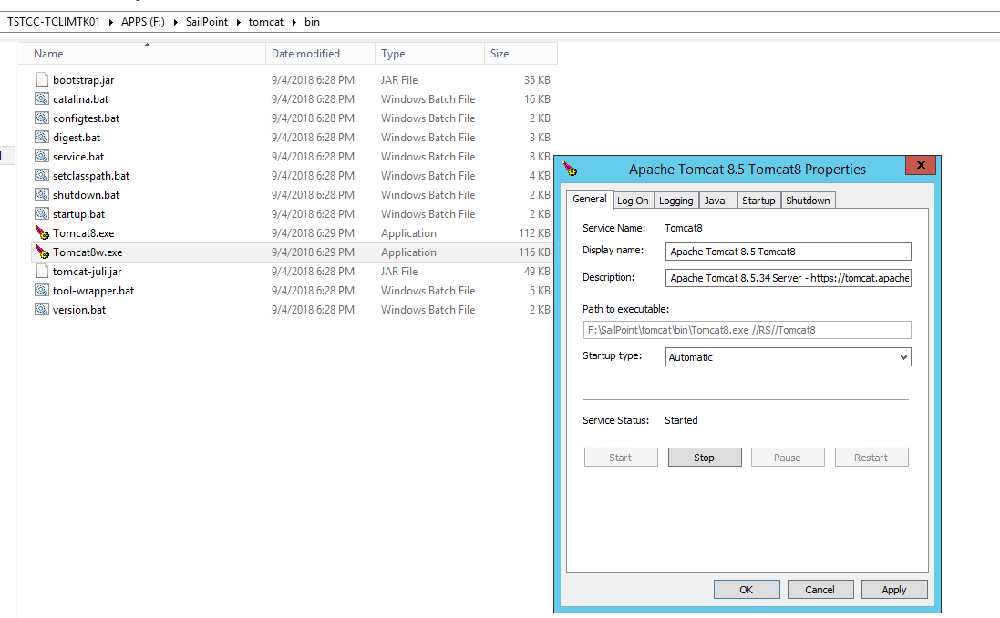 TSTCC-TCLIMTK01 ▸ APPS (F:) ▸ SailPoint ▸ tomcat ▸ bin
Name Date modified Type Size
bootstrap.jar 9/4/2018 6:28 PM JAR File 35 KB
catalina.bat 9/4/2018 6:28 PM Windows Batch File 16 KB
configtest.bat 9/4/2018 6:28 PM Windows Batch File 2 KB
digest.bat 9/4/2018 6:28 PM Windows Batch File 3 KB
service.bat 9/4/2018 6:28 PM Windows Batch File 8 KB
setclasspath.bat 9/4/2018 6:28 PM Windows Batch File 4 KB
shutdown.bat 9/4/2018 6:28 PM Windows Batch File 2 KB
startup.bat 9/4/2018 6:28 PM Windows Batch File 2 KB
Tomcat8.exe 9/4/2018 6:29 PM Application 112 KB
Tomcat8w.exe 9/4/2018 6:29 PM Application 116 KB
tomcat-juli.jar 9/4/2018 6:28 PM JAR File 49 KB
tool-wrapper.bat 9/4/2018 6:28 PM Windows Batch File 5 KB
version.bat 9/4/2018 6:28 PM Windows Batch File 2 KB
Apache Tomcat 8.5 Tomcat8 Properties x
General Log On Logging Java Startup Shutdown
Service Name: Tomcat8
Display name: Apache Tomcat 8.5 Tomcat8
Description: Apache Tomcat 8.5.34 Server - https://tomcat.apache
Path to executable:
F:\SailPoint\tomcat\bin\Tomcat8.exe //RS//Tomcat8
Startup type: Automatic
Service Status: Started
Start Stop Pause Restart
OK Cancel Apply